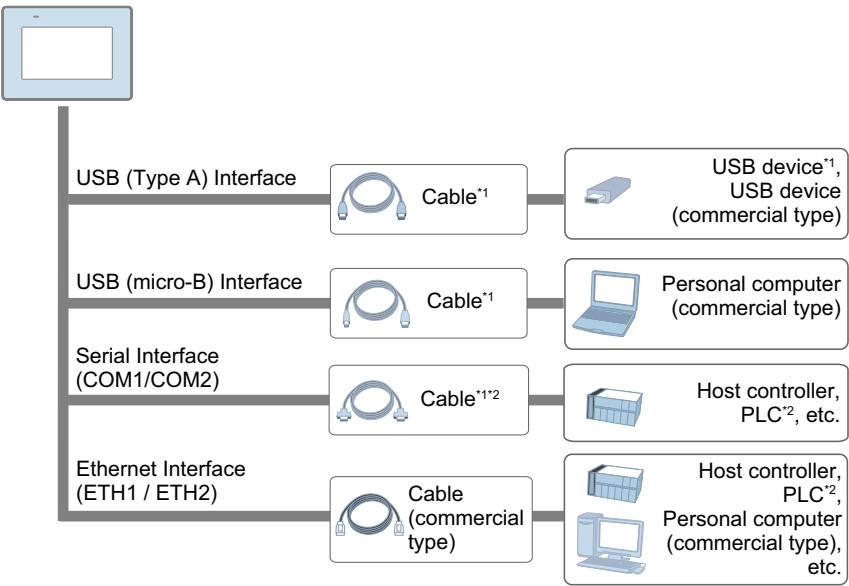 USB (Type A) Interface
Cable*1
USB device*1,
USB device
(commercial type)
USB (micro-B) Interface
Cable*1
Personal computer
(commercial type)
Serial Interface
(COM1/COM2)
Cable*1*2
Host controller,
PLC*2, etc.
Ethernet Interface
(ETH1 / ETH2)
Cable
(commercial
type)
Host controller,
PLC*2,
Personal computer
(commercial type),
etc.